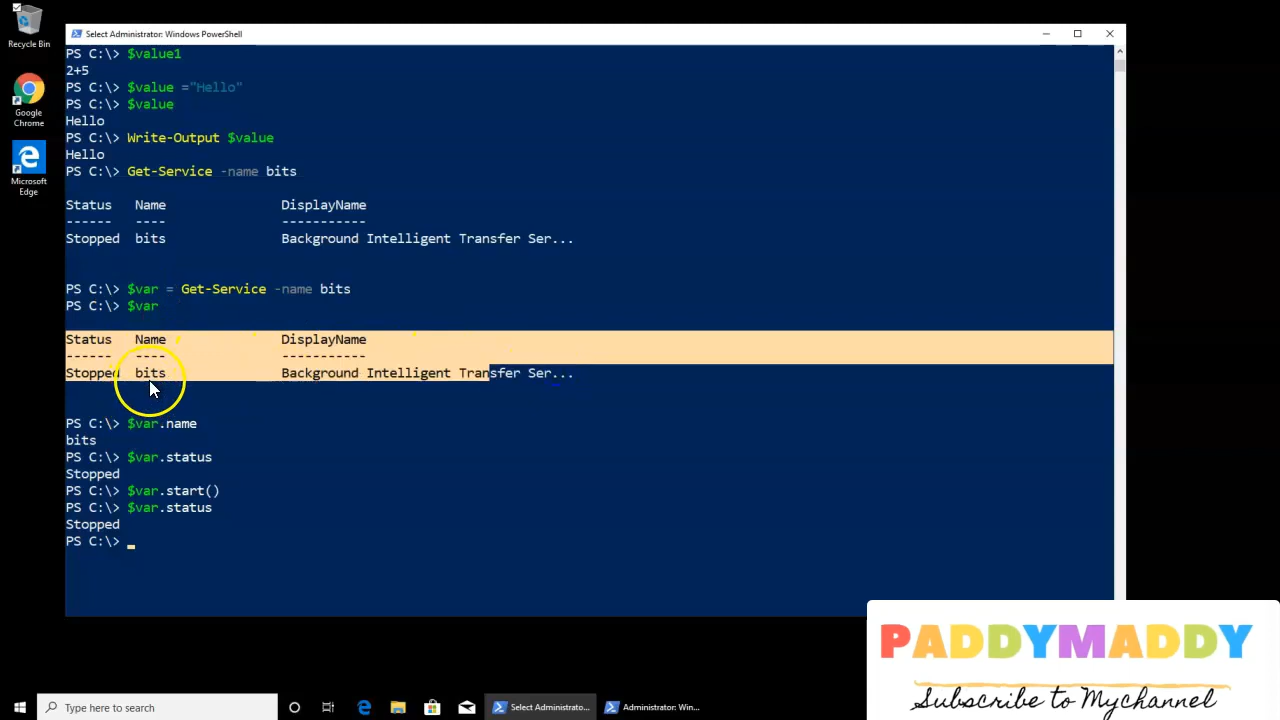 Recycle Bin
Google
Chrome
Microsoft
Edge
Select Administrator: Windows PowerShell
PS C:\> $value1
2+5
PS C:\> $value ="Hello"
PS C:\> $value
Hello
PS C:\> Write-Output $value
Hello
PS C:\> Get-Service -name bits
Status Name DisplayName
------ ---- -----------
Stopped bits Background Intelligent Transfer Ser...
PS C:\> $var = Get-Service -name bits
PS C:\> $var
Status Name DisplayName
------ ---- -----------
Stopped bits Background Intelligent Transfer Ser...
PS C:\> $var.name
bits
PS C:\> $var.status
Stopped
PS C:\> $var.start()
PS C:\> $var.status
Stopped
PS C:\>
PADDYMADDY
Subscribe to Mychannel
Type here to search
Select Administrato...
Administrator: Win...